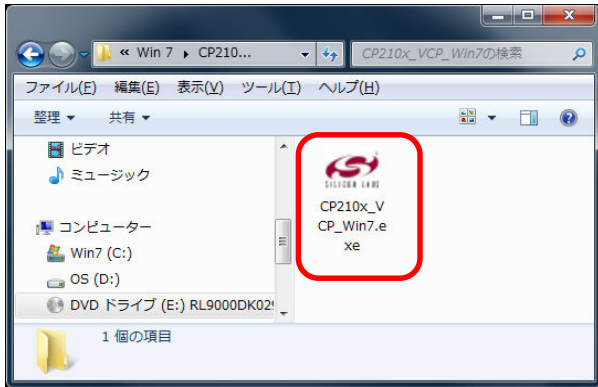 « Win 7 ▸ CP210...
CP210x_VCP_Win7の検索
ファイル(F) 編集(E) 表示(V) ツール(T) ヘルプ(H)
整理 ▼ 共有 ▼
ビデオ
ミュージック
コンピューター
Win7 (C:)
OS (D:)
DVD ドライブ (E:) RL9000DK02
SILICON LABS
CP210x_V
CP_Win7.e
xe
1 個の項目